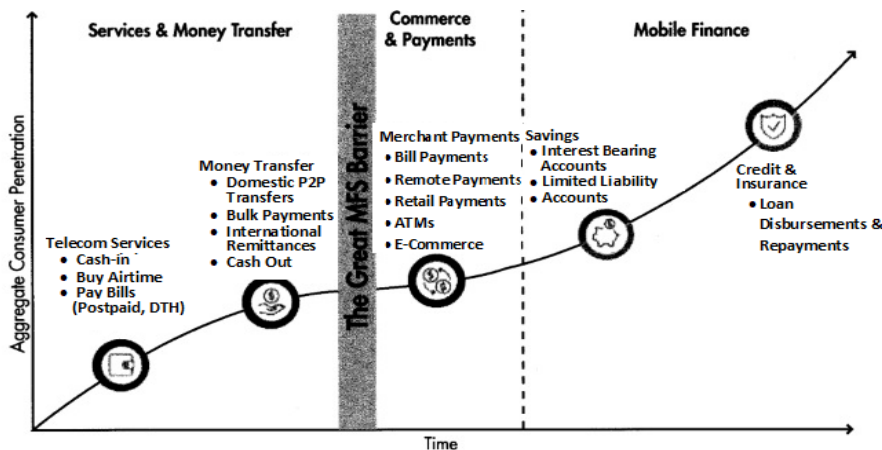 Services & Money Transfer
Commerce
& Payments
Mobile Finance
Aggregate Consumer Penetration
The Great MFS Barrier
Telecom Services
• Cash-in
• Buy Airtime
• Pay Bills
(Postpaid, DTH)
Money Transfer
• Domestic P2P
Transfers
• Bulk Payments
• International
Remittances
• Cash Out
Merchant Payments
• Bill Payments
• Remote Payments
• Retail Payments
• ATMs
• E-Commerce
Savings
• Interest Bearing
Accounts
• Limited Liability
• Accounts
Credit &
Insurance
• Loan
Disbursements &
Repayments
Time